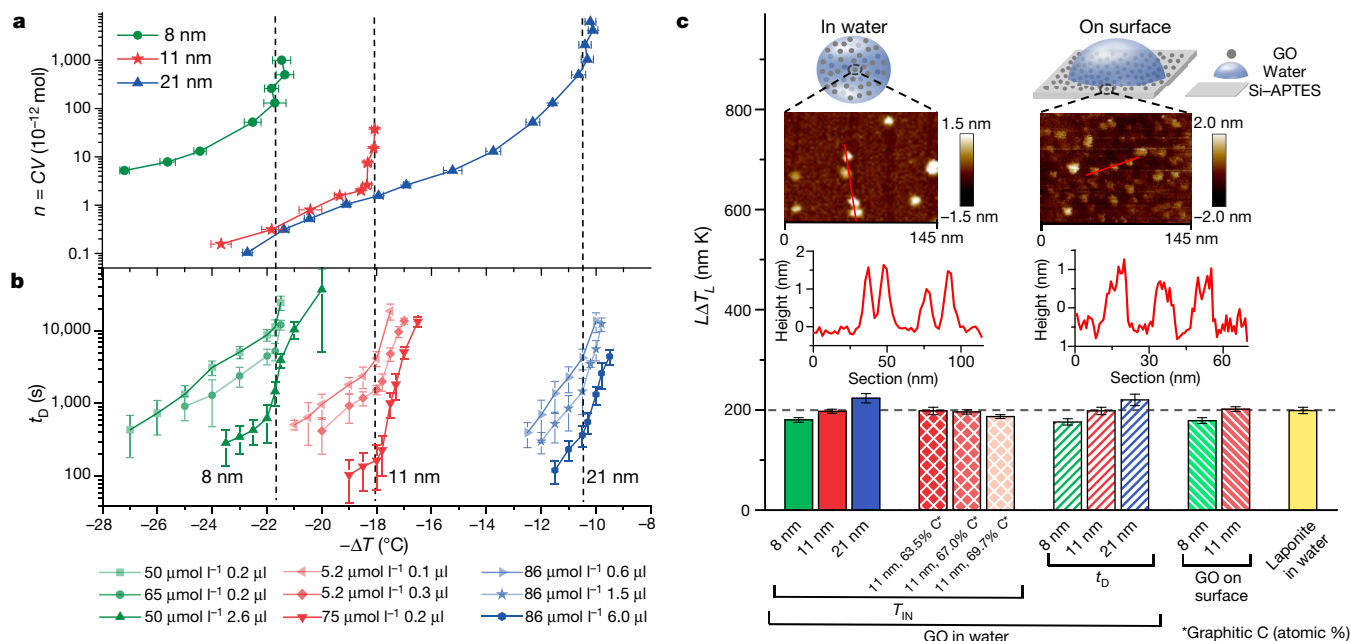 a
8 nm
11 nm
21 nm
n = CV (10⁻¹² mol)
1,000
100
10
1
0.1
b
t_D (s)
10,000
1,000
100
8 nm
11 nm
21 nm
−28 −26 −24 −22 −20 −18 −16 −14 −12 −10 −8
−ΔT (°C)
50 μmol l⁻¹ 0.2 μl
65 μmol l⁻¹ 0.2 μl
50 μmol l⁻¹ 2.6 μl
5.2 μmol l⁻¹ 0.1 μl
5.2 μmol l⁻¹ 0.3 μl
75 μmol l⁻¹ 0.2 μl
86 μmol l⁻¹ 0.6 μl
86 μmol l⁻¹ 1.5 μl
86 μmol l⁻¹ 6.0 μl
c
LΔT_L (nm K)
800
600
400
200
0
In water
On surface
GO
Water
Si–APTES
1.5 nm
−1.5 nm
0 145 nm
2.0 nm
−2.0 nm
0 145 nm
Height (nm)
2
1
0
0 50 100
Section (nm)
Height (nm)
1
0
1
0 30 60
Section (nm)
8 nm
11 nm
21 nm
11 nm, 63.5% C*
11 nm, 67.0% C*
11 nm, 69.7% C*
8 nm
11 nm
21 nm
8 nm
11 nm
Laponite
in water
T_IN
t_D
GO on
surface
GO in water
*Graphitic C (atomic %)